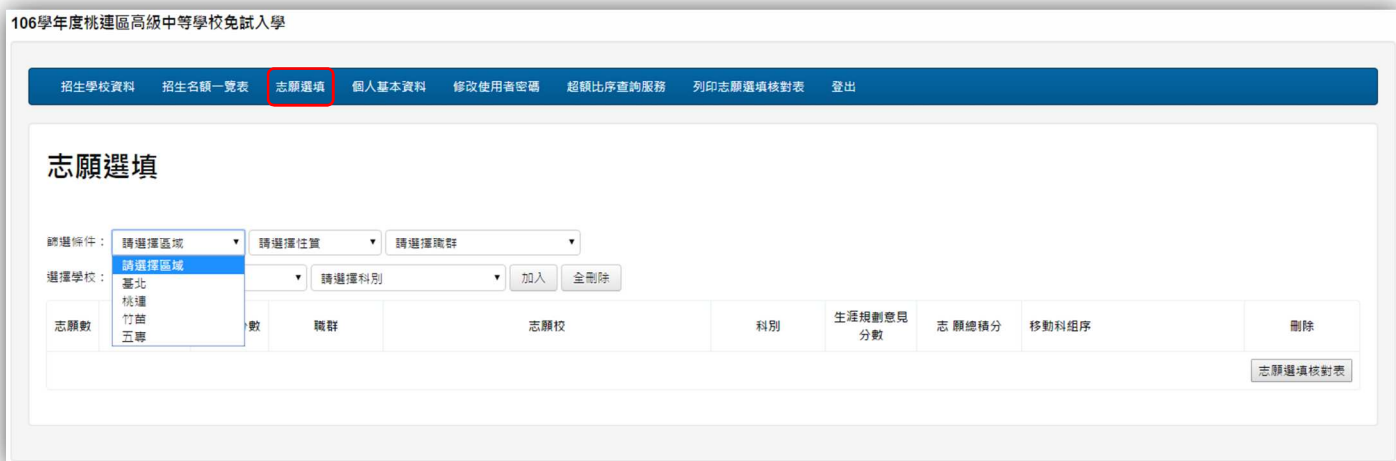 106學年度桃連區高級中等學校免試入學
招生學校資料 招生名額一覽表 志願選填 個人基本資料 修改使用者密碼 超額比序查詢服務 列印志願選填核對表 登出
志願選填
篩選條件： 請選擇區域 請選擇性質 請選擇職群
請選擇區域
臺北
桃連
竹苗
五專
選擇學校： 請選擇科別 加入 全刪除
志願數 數 職群 志願校 科別 生涯規劃意見分數 志 願總積分 移動科組序 刪除
志願選填核對表